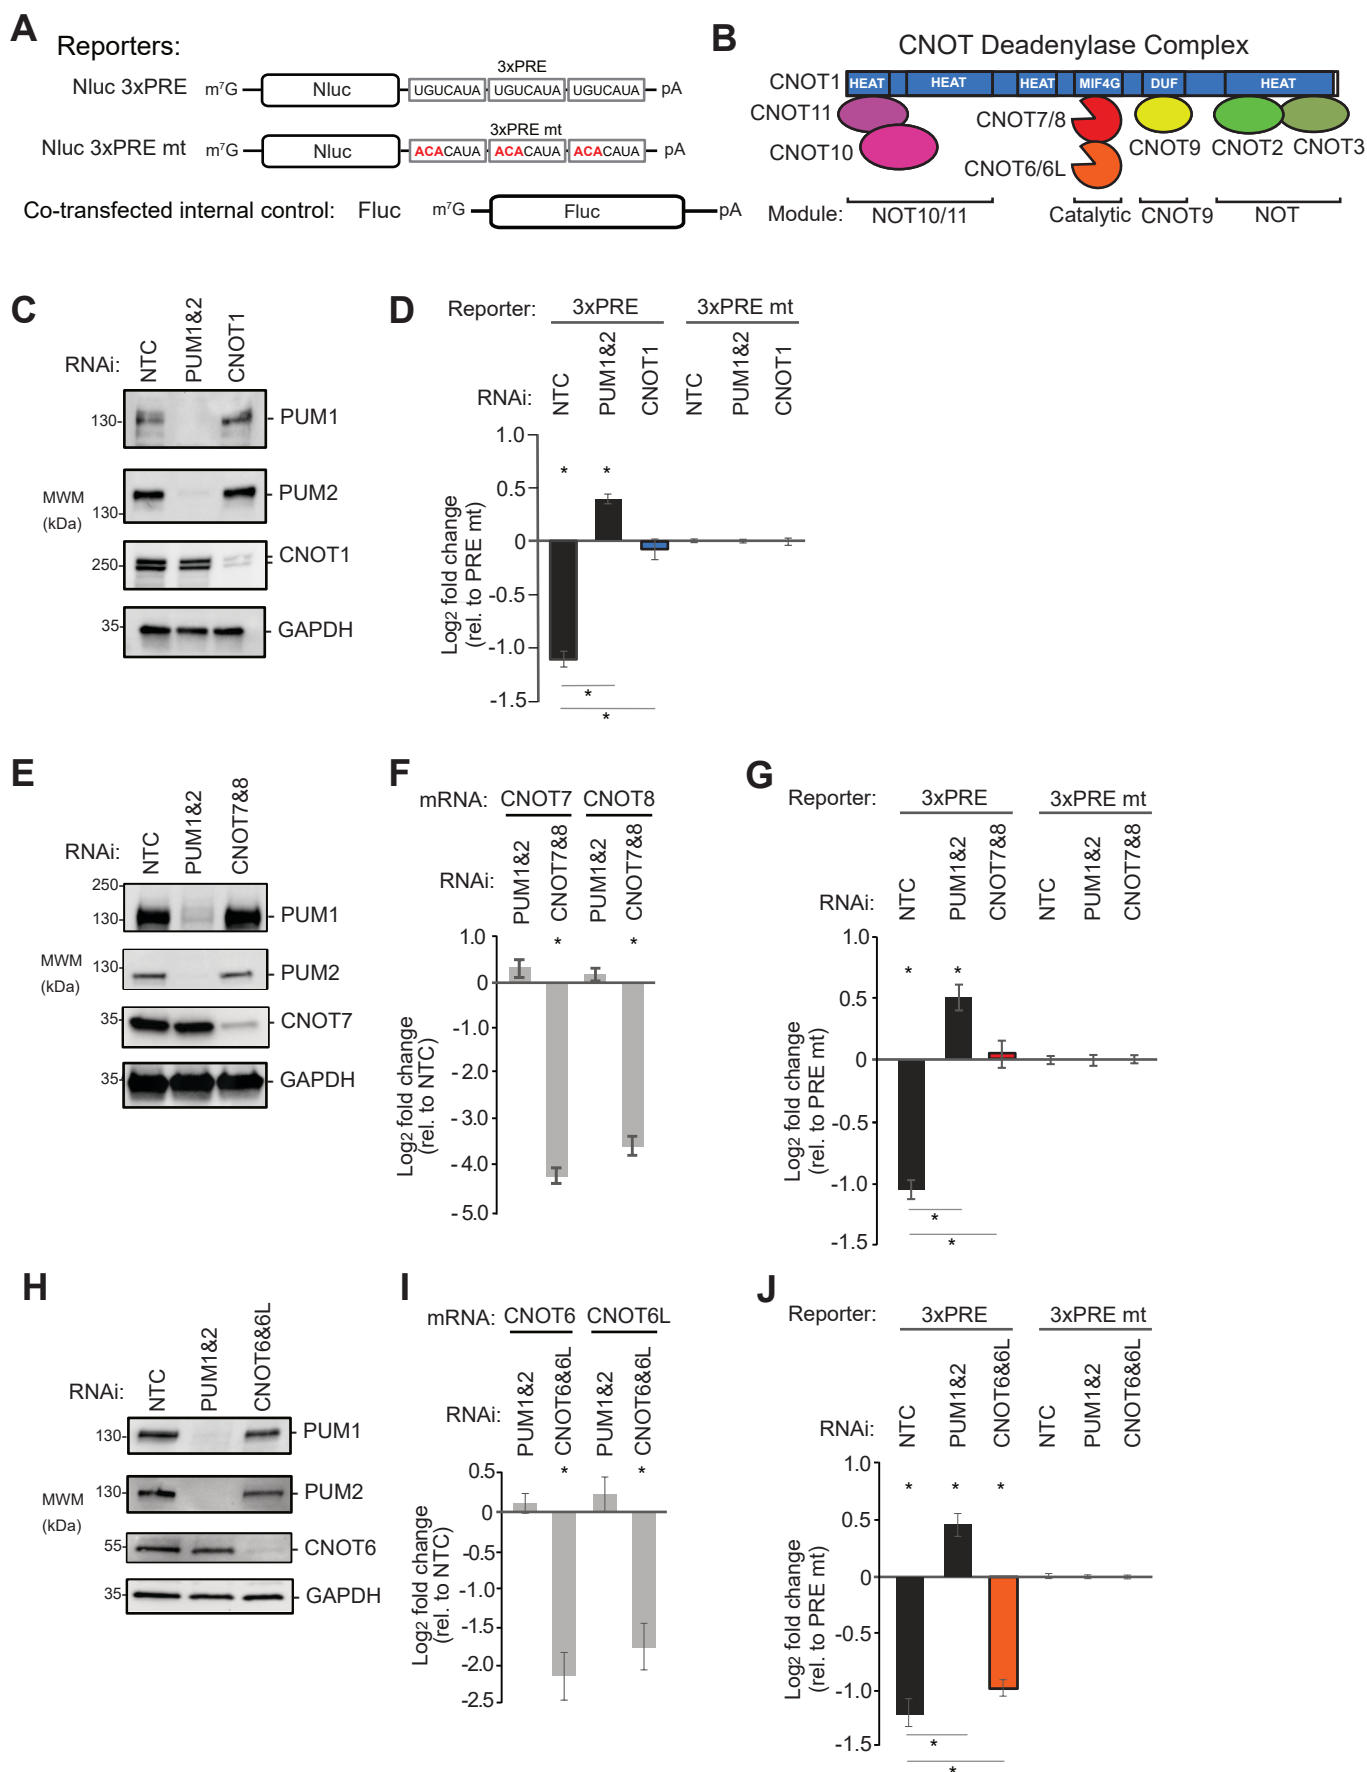 A
Reporters:
Nluc 3xPRE m⁷G Nluc 3xPRE UGUCAUA UGUCAUA UGUCAUA pA
Nluc 3xPRE mt m⁷G Nluc 3xPRE mt ACACAUA ACACAUA ACACAUA pA
Co-transfected internal control: Fluc m⁷G Fluc pA
B
CNOT Deadenylase Complex
CNOT1 HEAT HEAT HEAT MIF4G DUF HEAT
CNOT11
CNOT7/8
CNOT10
CNOT9 CNOT2 CNOT3
CNOT6/6L
Module: NOT10/11 Catalytic CNOT9 NOT
C
RNAi: NTC PUM1&2 CNOT1
130- - PUM1
MWM (kDa)
130- - PUM2
250- CNOT1
35- - GAPDH
D
Reporter: 3xPRE 3xPRE mt
RNAi: NTC PUM1&2 CNOT1 NTC PUM1&2 CNOT1
Log2 fold change
(rel. to PRE mt)
1.0
* *
0.5
0
-0.5
-1.0
-1.5
*
*
E
RNAi: NTC PUM1&2 CNOT7&8
250-
130- - PUM1
MWM (kDa)
130- - PUM2
35- - CNOT7
35- - GAPDH
F
mRNA: CNOT7 CNOT8
RNAi: PUM1&2 CNOT7&8 PUM1&2 CNOT7&8
Log2 fold change
(rel. to NTC)
1.0
* *
0
-1.0
-2.0
-3.0
-4.0
-5.0
G
Reporter: 3xPRE 3xPRE mt
RNAi: NTC PUM1&2 CNOT7&8 NTC PUM1&2 CNOT7&8
Log2 fold change
(rel. to PRE mt)
1.0
* *
0.5
0
-0.5
-1.0
-1.5
*
*
H
RNAi: NTC PUM1&2 CNOT6&6L
130- - PUM1
MWM (kDa)
130- - PUM2
55- - CNOT6
35- - GAPDH
I
mRNA: CNOT6 CNOT6L
RNAi: PUM1&2 CNOT6&6L PUM1&2 CNOT6&6L
Log2 fold change
(rel. to NTC)
0.5
* *
0
-0.5
-1.0
-1.5
-2.0
-2.5
J
Reporter: 3xPRE 3xPRE mt
RNAi: NTC PUM1&2 CNOT6&6L NTC PUM1&2 CNOT6&6L
Log2 fold change
(rel. to PRE mt)
1.0
* * *
0.5
0
-0.5
-1.0
-1.5
*
*